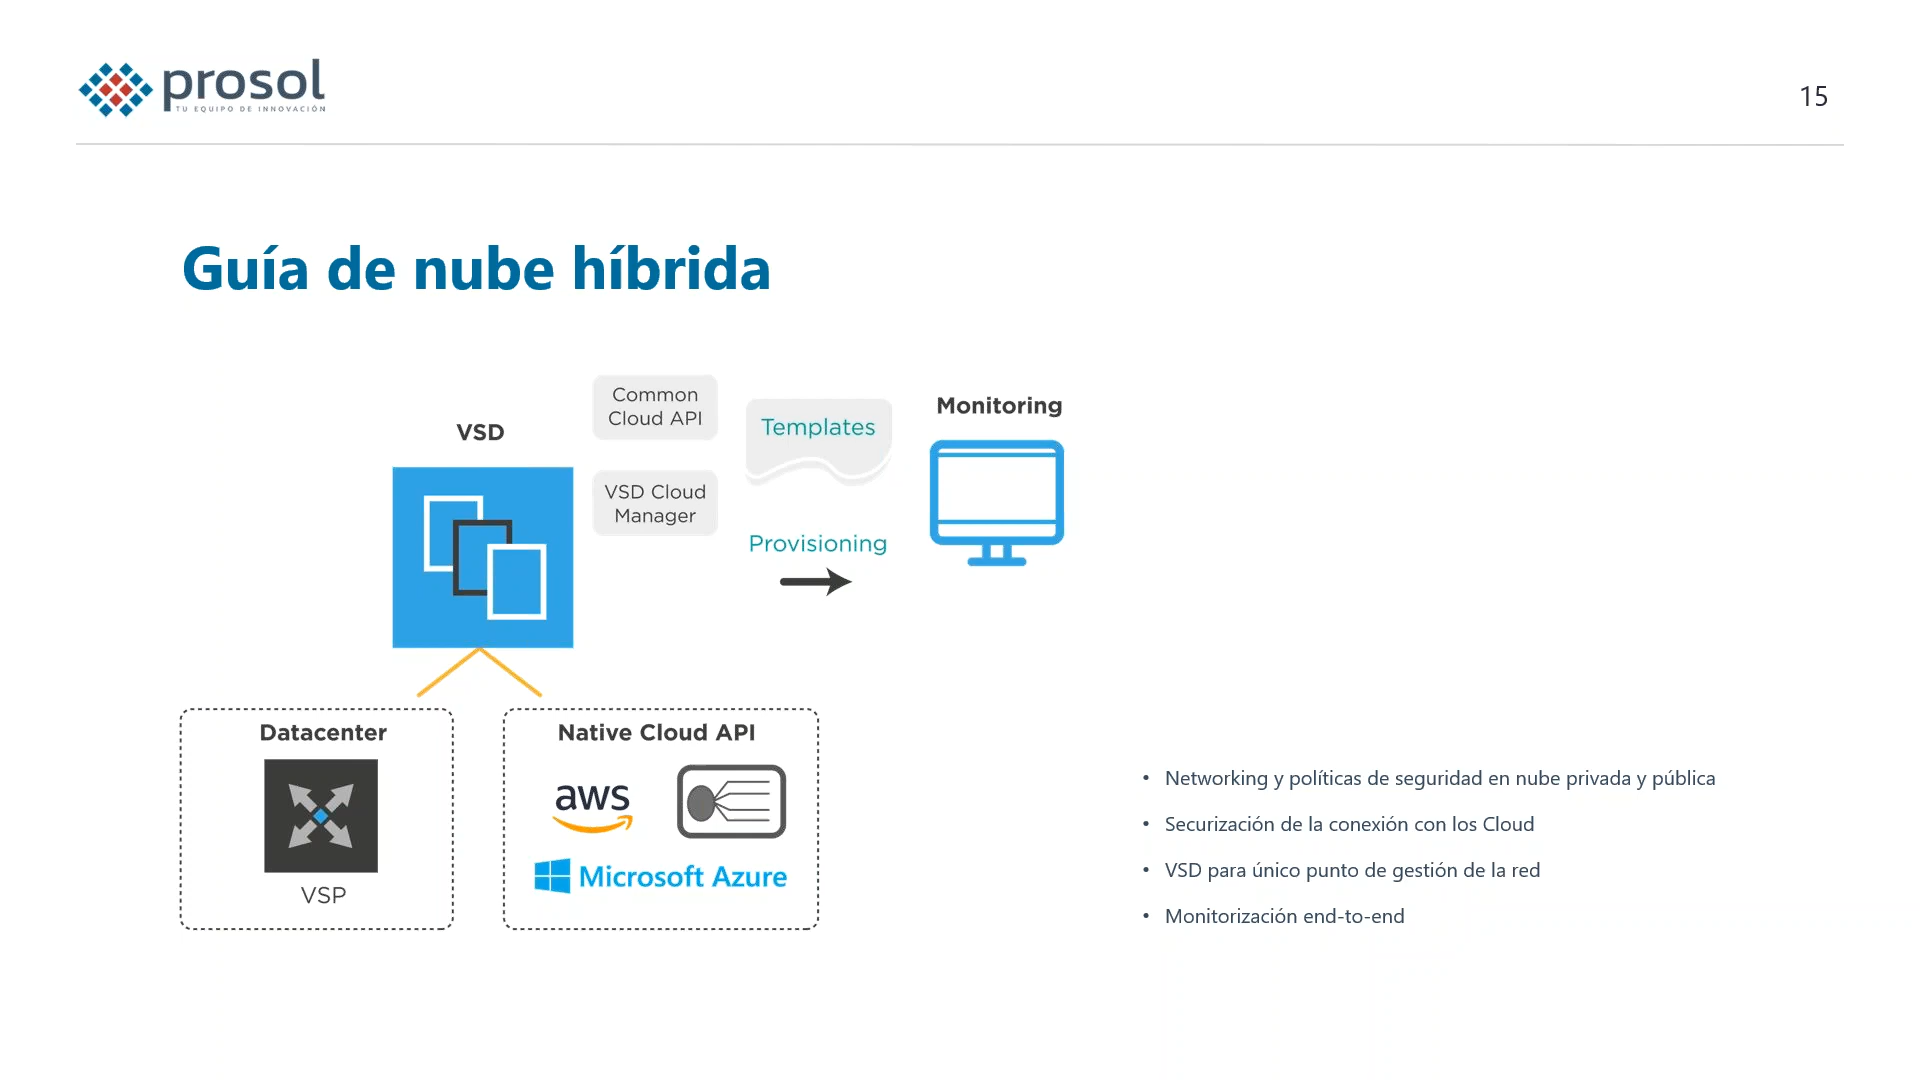 prosol
TU EQUIPO DE INNOVACIÓN
15
Guía de nube híbrida
VSD
Common
Cloud API
VSD Cloud
Manager
Templates
Provisioning
Monitoring
Datacenter
VSP
Native Cloud API
aws
Microsoft Azure
• Networking y políticas de seguridad en nube privada y pública
• Securización de la conexión con los Cloud
• VSD para único punto de gestión de la red
• Monitorización end-to-end